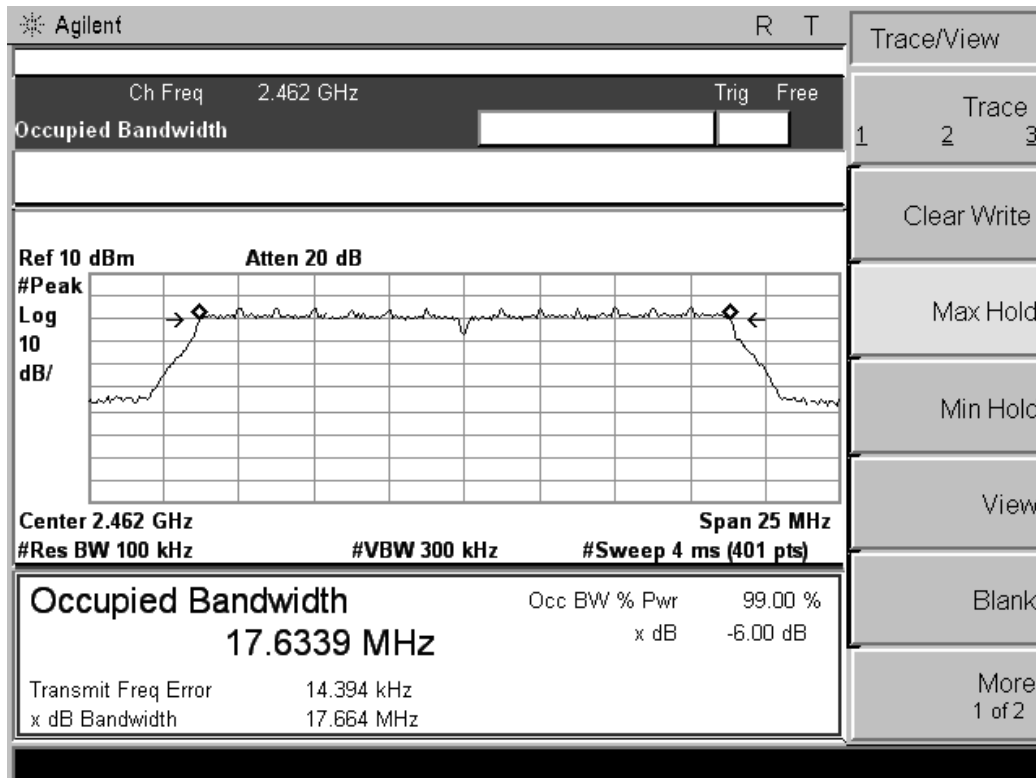 Agilent R T
Ch Freq 2.462 GHz Trig Free
Occupied Bandwidth
Ref 10 dBm Atten 20 dB
#Peak
Log
10
dB/
Center 2.462 GHz Span 25 MHz
#Res BW 100 kHz #VBW 300 kHz #Sweep 4 ms (401 pts)
Occupied Bandwidth
17.6339 MHz
Occ BW % Pwr 99.00 %
x dB -6.00 dB
Transmit Freq Error 14.394 kHz
x dB Bandwidth 17.664 MHz
Trace/View
Trace
1 2 3
Clear Write
Max Hold
Min Hold
View
Blank
More
1 of 2